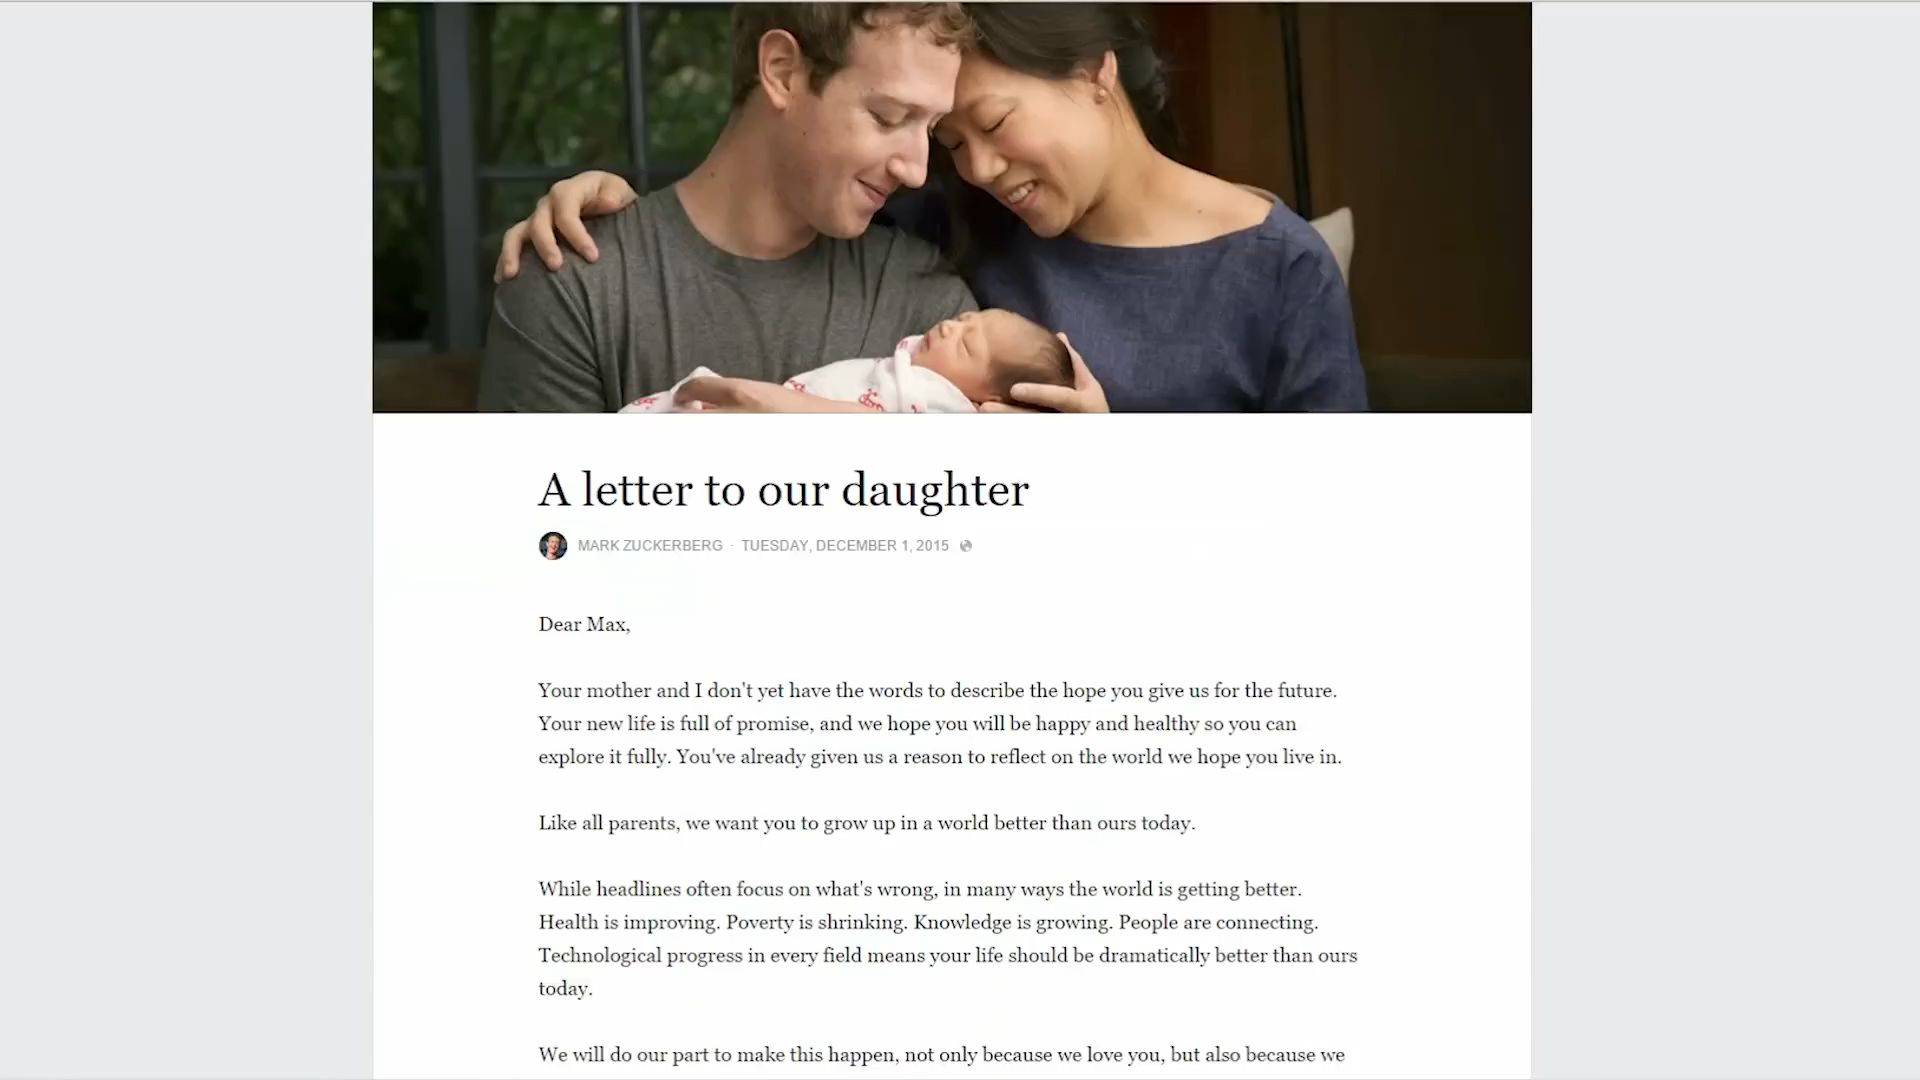 A letter to our daughter
MARK ZUCKERBERG · TUESDAY, DECEMBER 1, 2015
Dear Max,
Your mother and I don't yet have the words to describe the hope you give us for the future.
Your new life is full of promise, and we hope you will be happy and healthy so you can
explore it fully. You've already given us a reason to reflect on the world we hope you live in.
Like all parents, we want you to grow up in a world better than ours today.
While headlines often focus on what's wrong, in many ways the world is getting better.
Health is improving. Poverty is shrinking. Knowledge is growing. People are connecting.
Technological progress in every field means your life should be dramatically better than ours
today.
We will do our part to make this happen, not only because we love you, but also because we